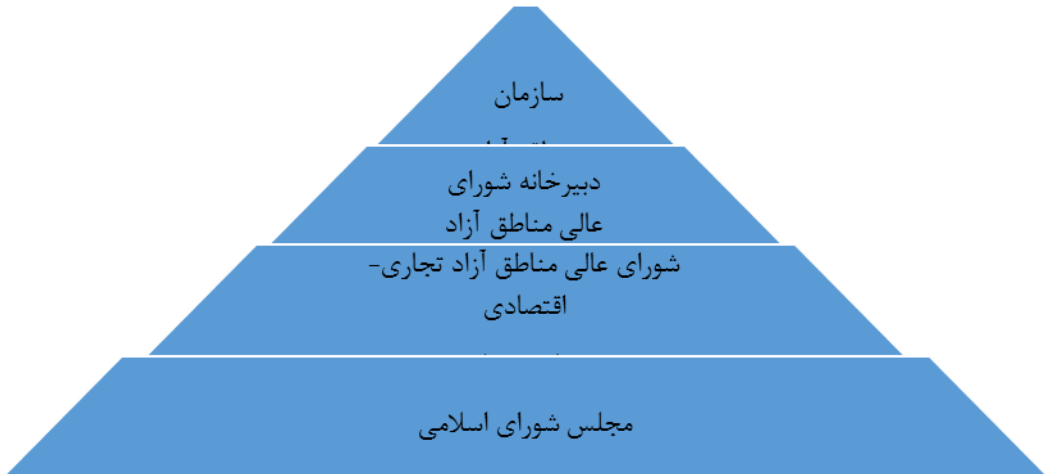 سازمان
دبیرخانه شورای
عالی مناطق آزاد
شورای عالی مناطق آزاد تجاری-
اقتصادی
مجلس شورای اسلامی